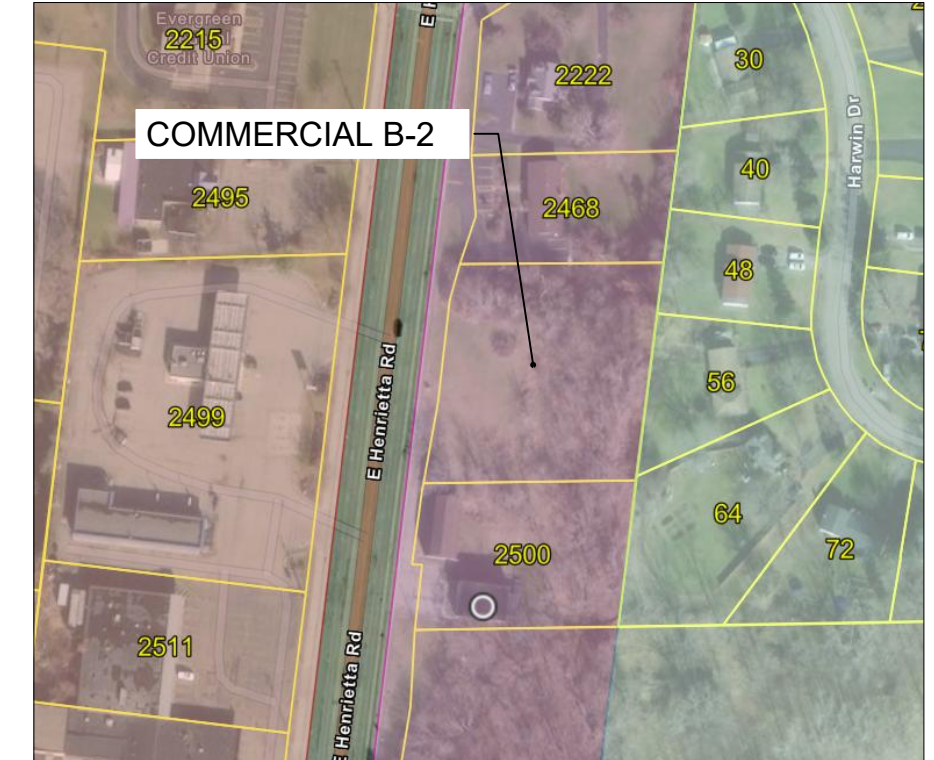 Evergreen
2215
Credit Union
E
COMMERCIAL B-2
2222
30
Harwin Dr
40
2495
2468
48
E Henrietta Rd
56
2499
64
2500
72
2511
E Henrietta Rd